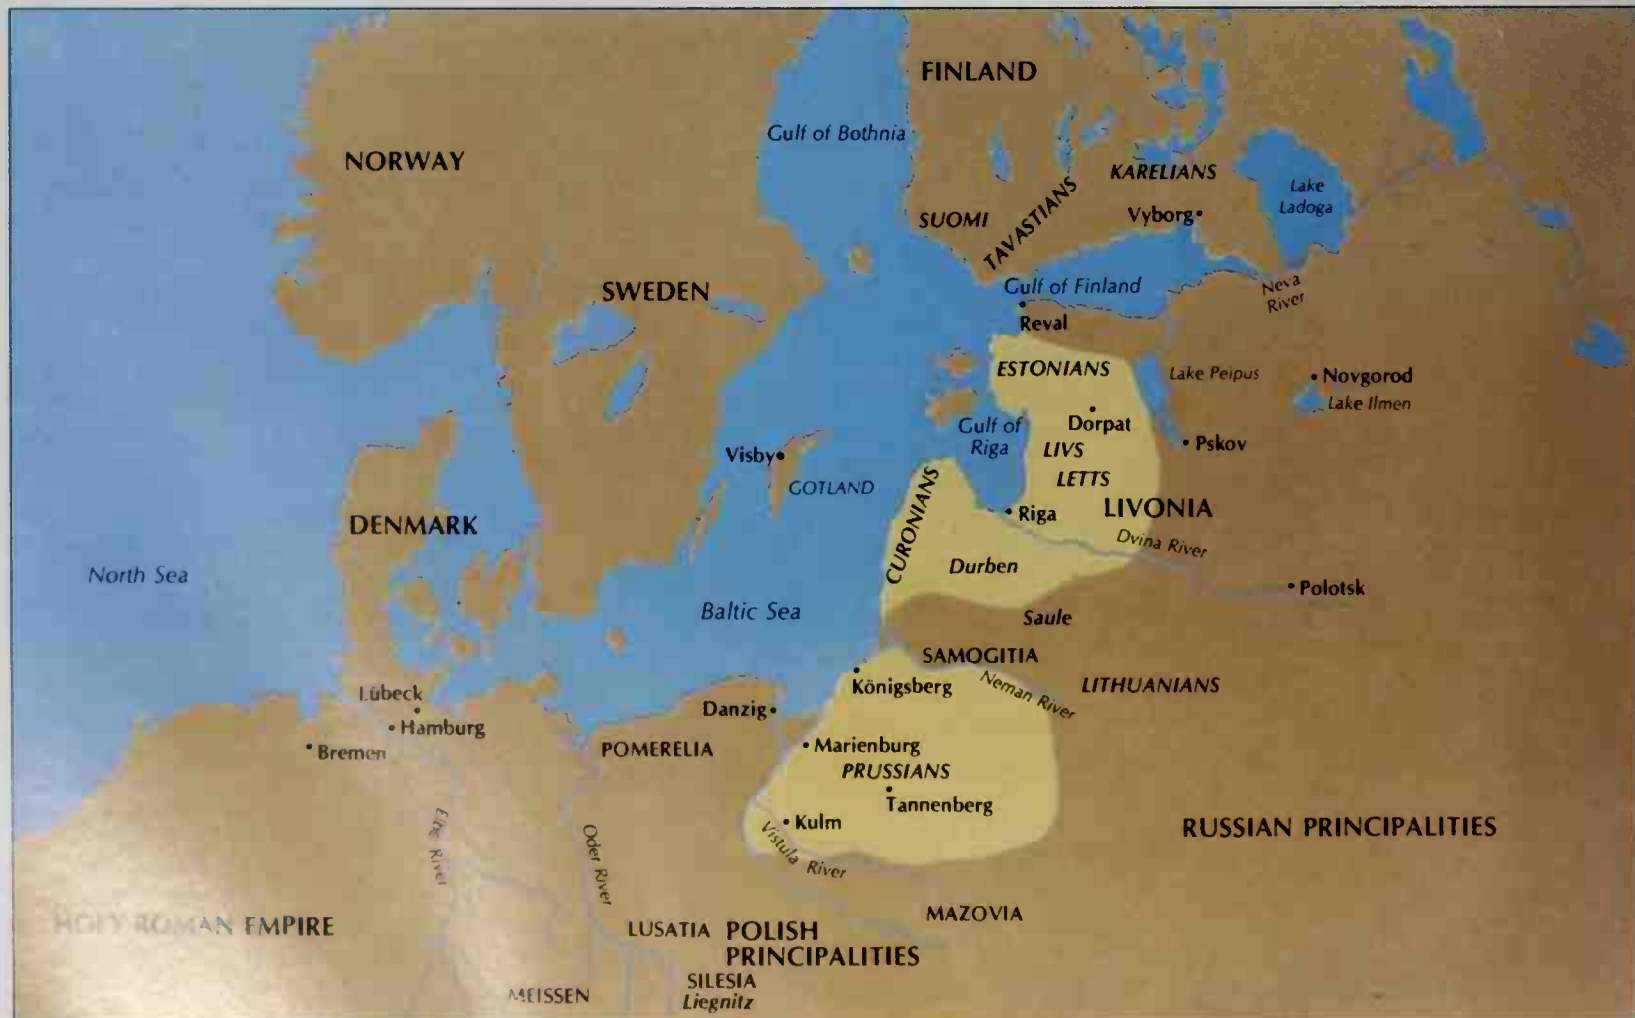 FINLAND
Gulf of Bothnia
NORWAY
KARELIANS
Lake
Ladoga
TAVASTIANS
SUOMI
Vyborg
SWEDEN
Gulf of Finland
Neva
River
Reval
ESTONIANS
Lake Peipus
Novgorod
Lake Ilmen
Dorpat
Gulf of
Riga
Pskov
LIVS
Visby
LETTS
GOTLAND
CURONIANS
LIVONIA
Riga
DENMARK
Dvina River
Durben
North Sea
Polotsk
Baltic Sea
Saule
SAMOGITIA
Königsberg
Neman River
LITHUANIANS
Lübeck
Danzig
Hamburg
Bremen
POMERELIA
Marienburg
PRUSSIANS
Tannenberg
Kulm
RUSSIAN PRINCIPALITIES
Elbe River
Oder River
Vistula River
MAZOVIA
HOLY ROMAN EMPIRE
LUSATIA
POLISH
PRINCIPALITIES
SILESIA
Liegnitz
MEISSEN